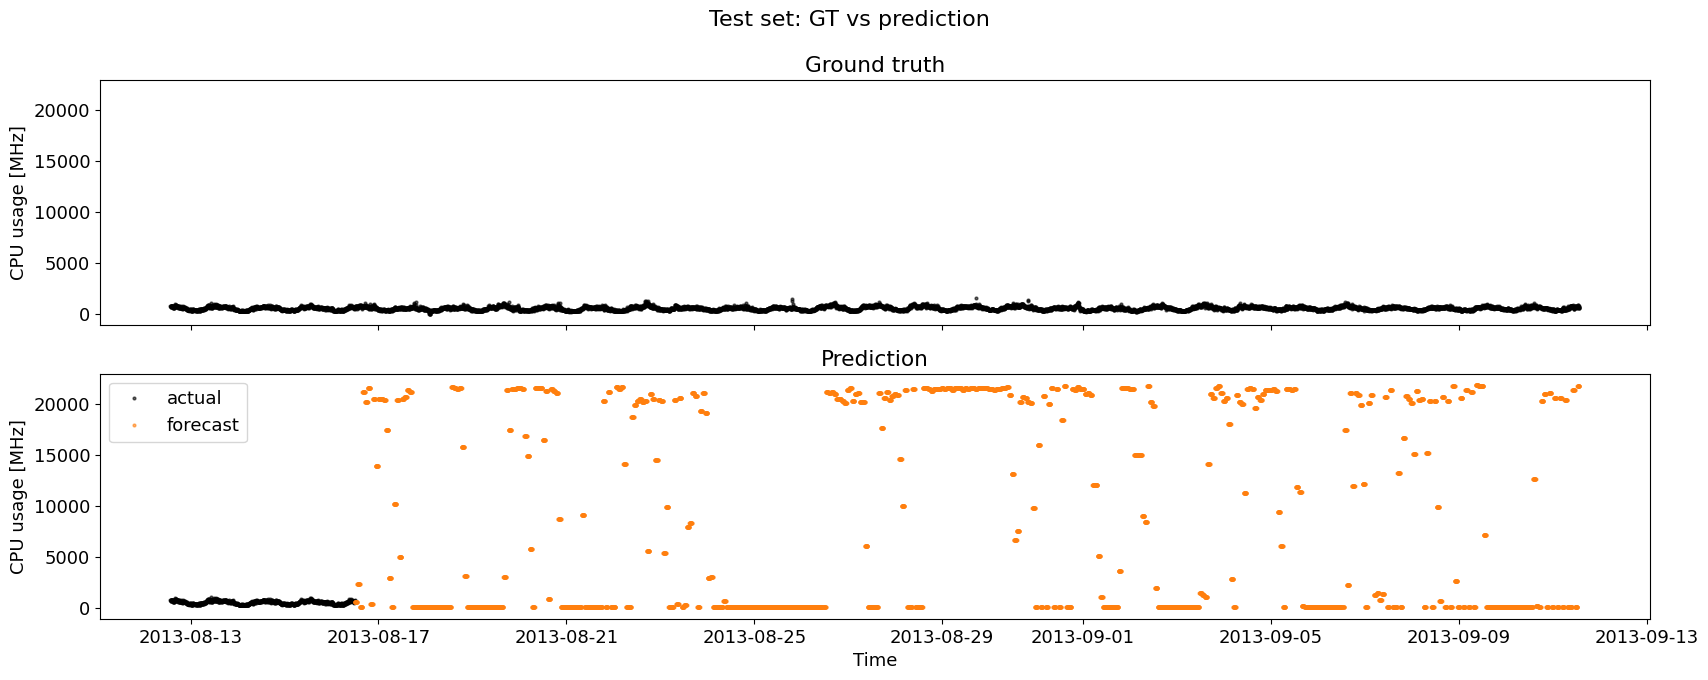 Test set: GT vs prediction
Ground truth
CPU usage [MHz]
20000
15000
10000
5000
0
Prediction
CPU usage [MHz]
20000
15000
10000
5000
0
actual
forecast
2013-08-13
2013-08-17
2013-08-21
2013-08-25
2013-08-29
2013-09-01
2013-09-05
2013-09-09
2013-09-13
Time